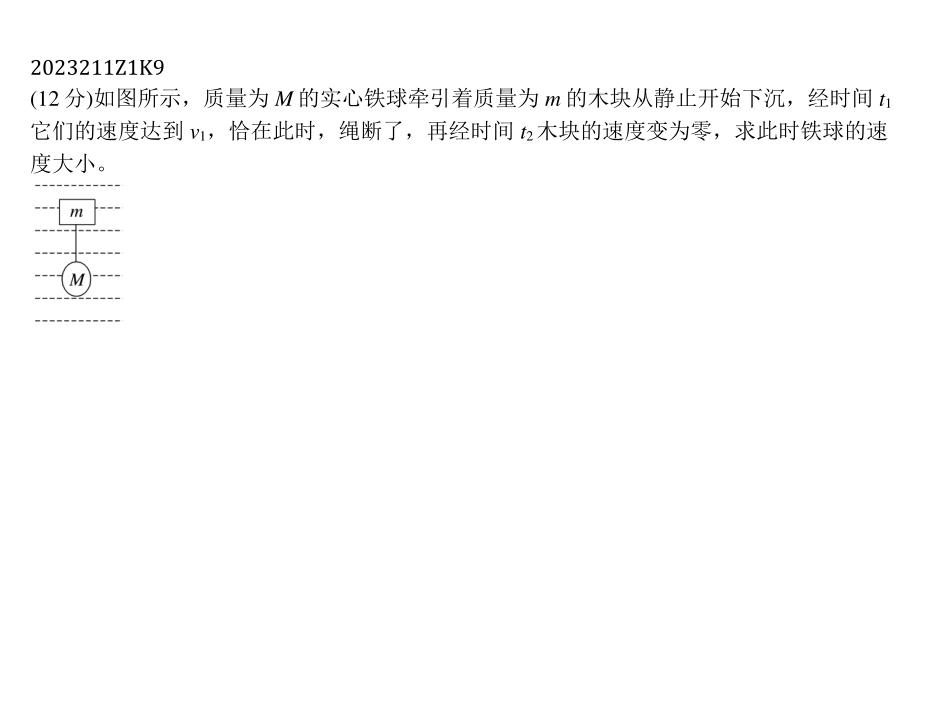 2023211Z1K9
(12 分)如图所示，质量为 M 的实心铁球牵引着质量为 m 的木块从静止开始下沉，经时间 t₁
它们的速度达到 v₁，恰在此时，绳断了，再经时间 t₂ 木块的速度变为零，求此时铁球的速
度大小。
m
M